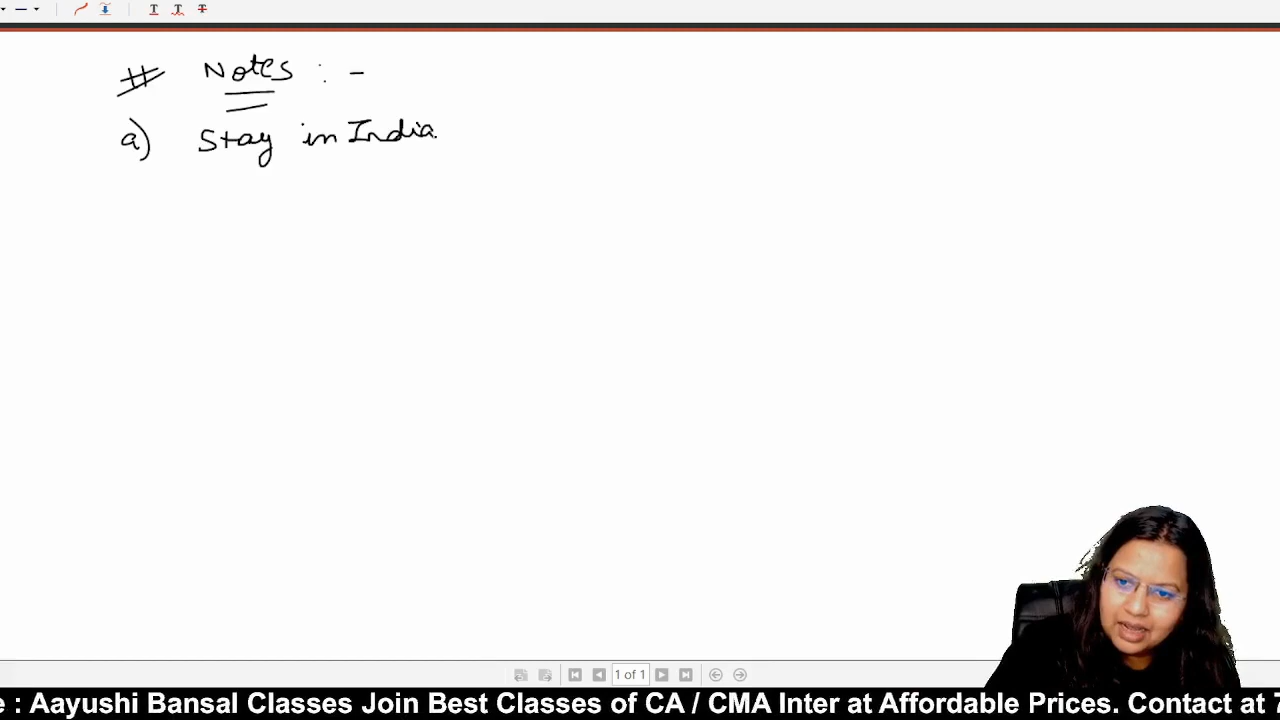 # Notes : -
a) Stay in India
1 of 1
: Aayushi Bansal Classes Join Best Classes of CA / CMA Inter at Affordable Prices. Contact at